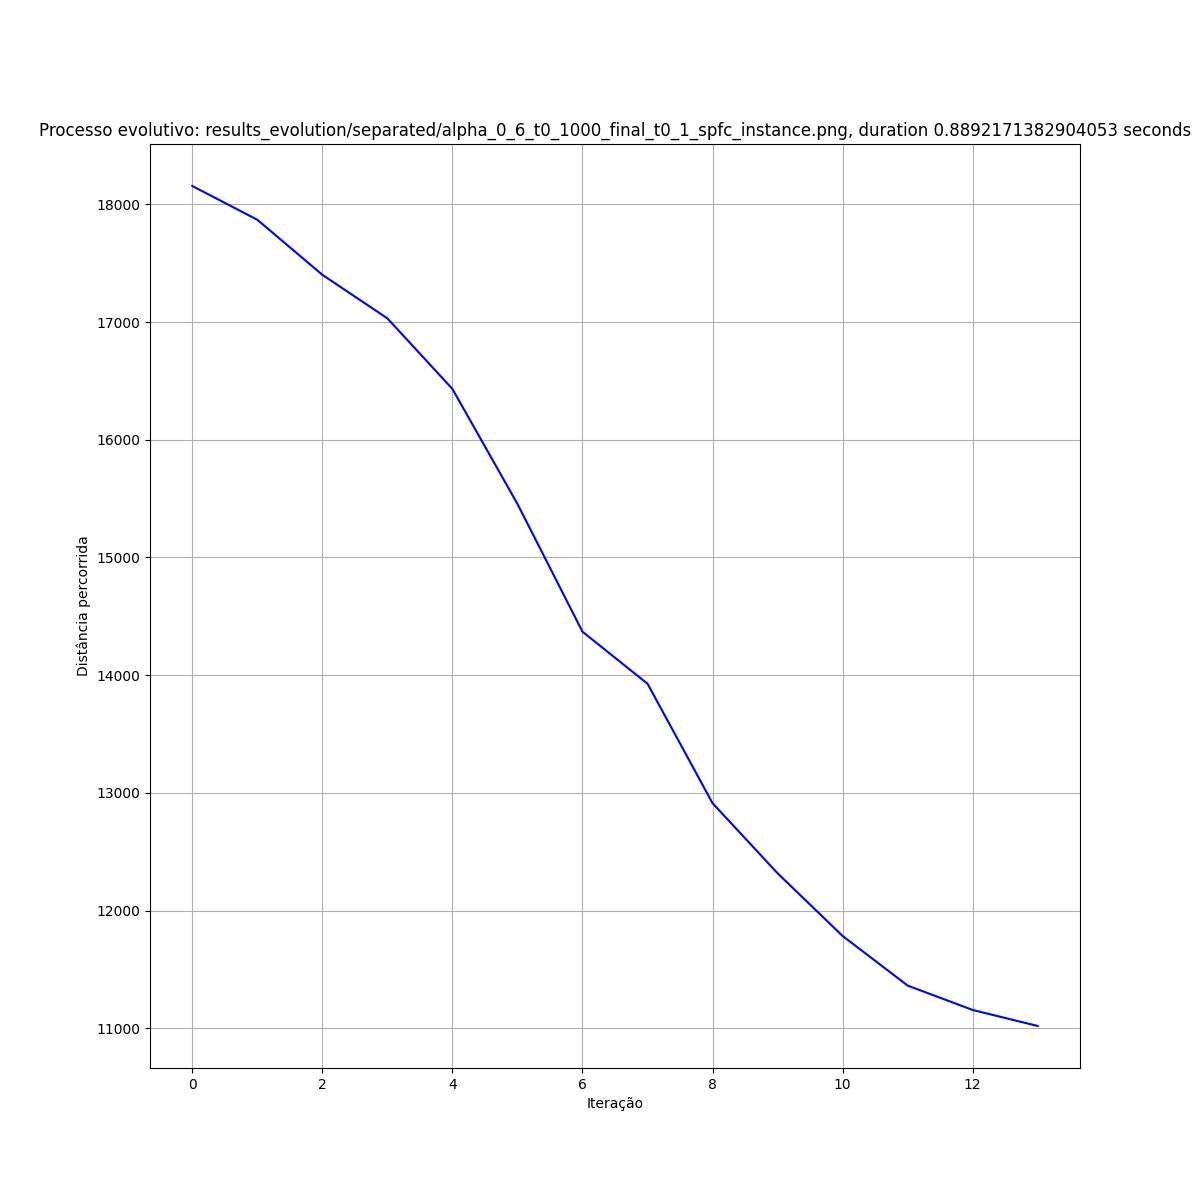 Processo evolutivo: results_evolution/separated/alpha_0_6_t0_1000_final_t0_1_spfc_instance.png, duration 0.8892171382904053 seconds
18000
17000
16000
15000
14000
13000
12000
11000
Distância percorrida
0 2 4 6 8 10 12
Iteração